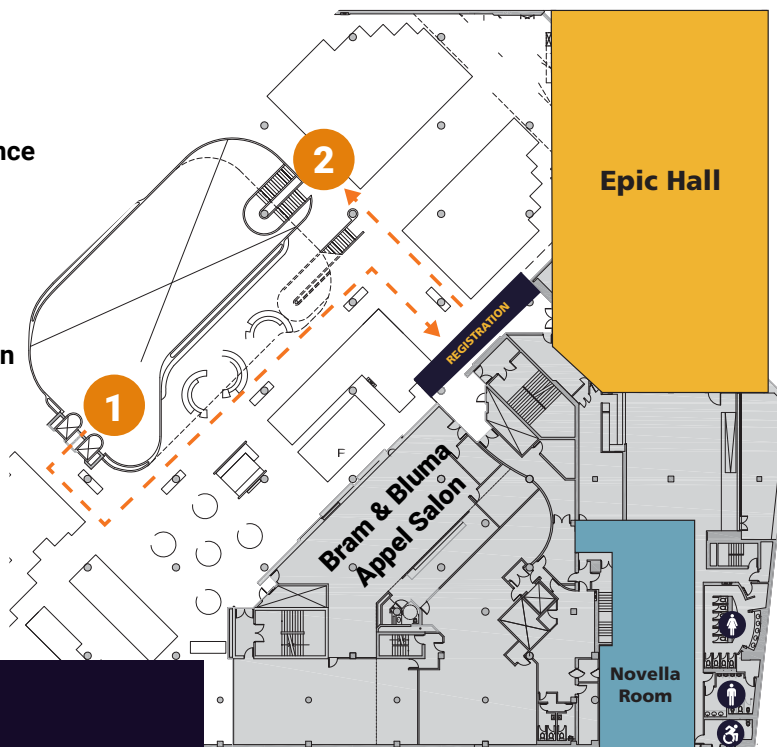 nce
2
Epic Hall
REGISTRATION
n
1
F
Bram & Bluma
Appel Salon
Novella
Room